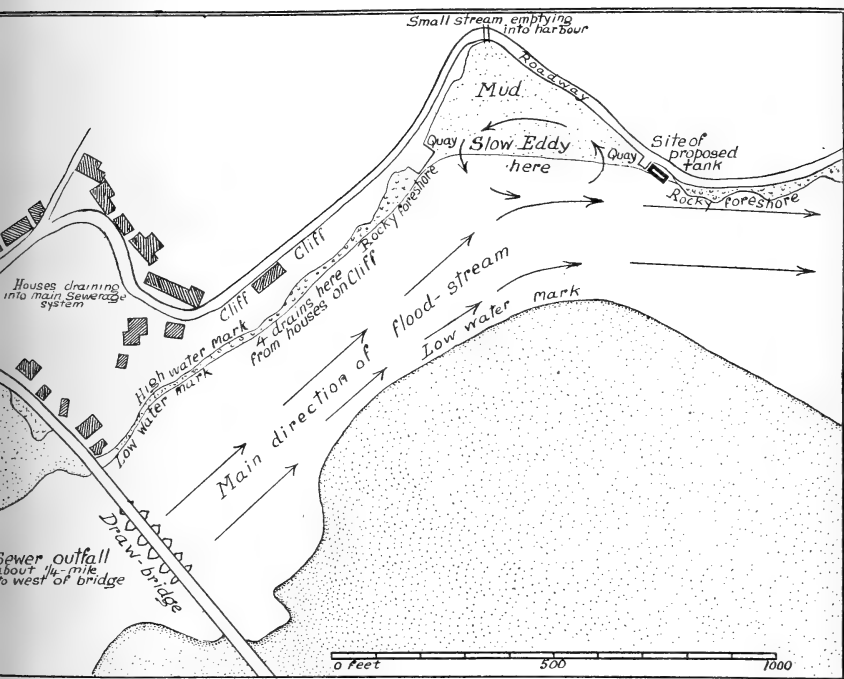 Small stream emptying
into harbour
Roadway
Mud
Quay
Slow Eddy
here
Quay
Site of
proposed
tank
Rocky foreshore
Rocky foreshore
Cliff
Cliff
Houses draining
into main Sewerage
system
High water mark
Low water mark
4 drains here
from houses on Cliff
Main direction of flood-stream
Low water mark
Draw-bridge
Sewer outfall
about 1/4-mile
to west of bridge
0 feet 500 1000